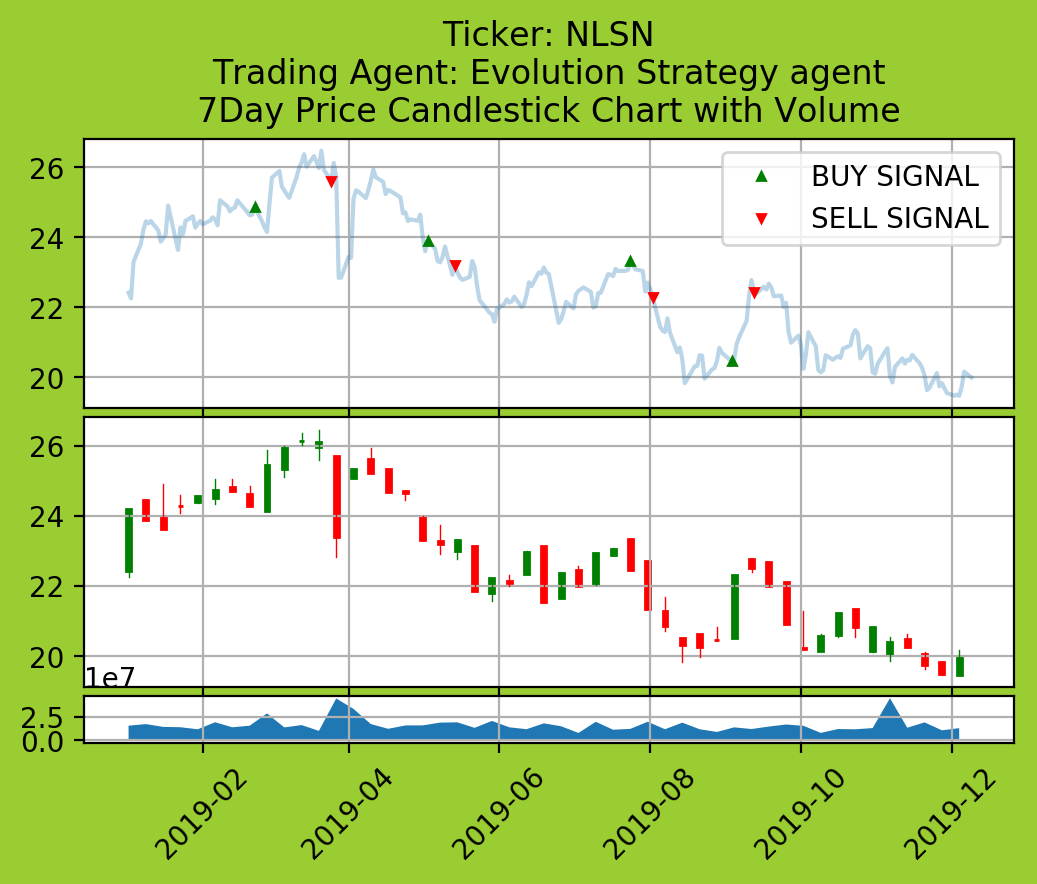 Ticker: NLSN
Trading Agent: Evolution Strategy agent
7Day Price Candlestick Chart with Volume
26
24
22
20
BUY SIGNAL
SELL SIGNAL
26
24
22
20
1e7
2.5
0.0
2019-02
2019-04
2019-06
2019-08
2019-10
2019-12